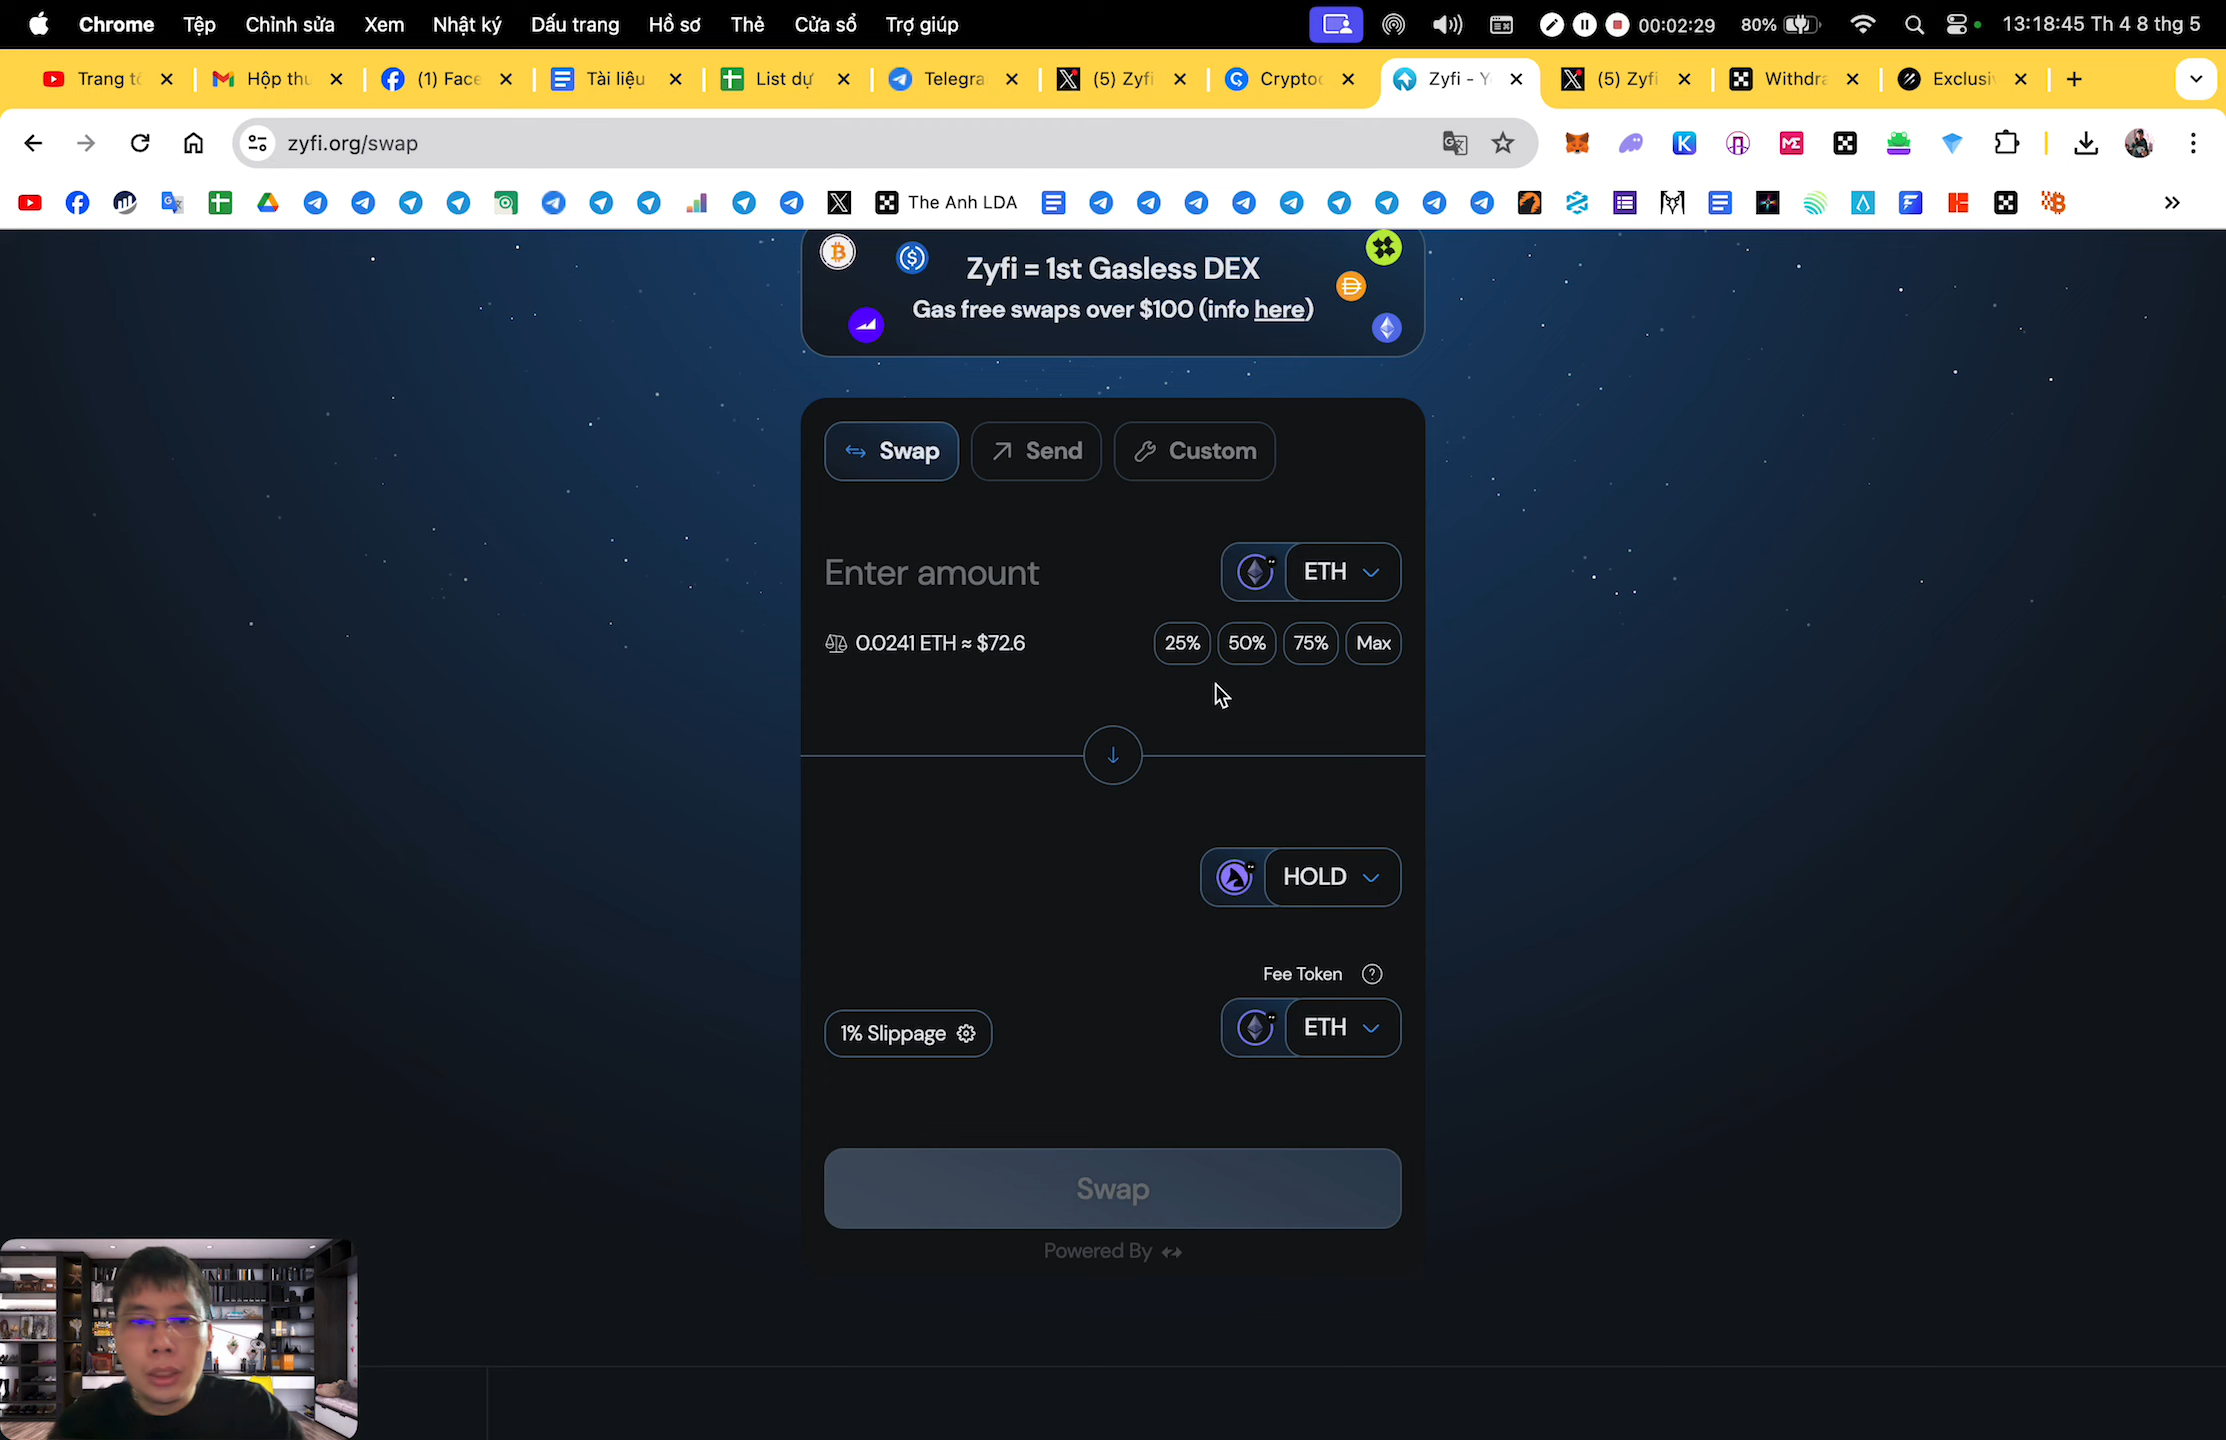 Chrome Tệp Chỉnh sửa Xem Nhật ký Dấu trang Hồ sơ Thẻ Cửa sổ Trợ giúp 00:02:29 80% 13:18:45 Th 4 8 thg 5
Trang tổ Hộp thư (1) Face Tài liệu List dự Telegra (5) Zyfi Crypto Zyfi - Y (5) Zyfi Withdra Exclusi
zyfi.org/swap
The Anh LDA
Zyfi = 1st Gasless DEX
Gas free swaps over $100 (info here)
Swap Send Custom
Enter amount ETH
0.0241 ETH ≈ $72.6 25% 50% 75% Max
HOLD
Fee Token
1% Slippage ETH
Swap
Powered By